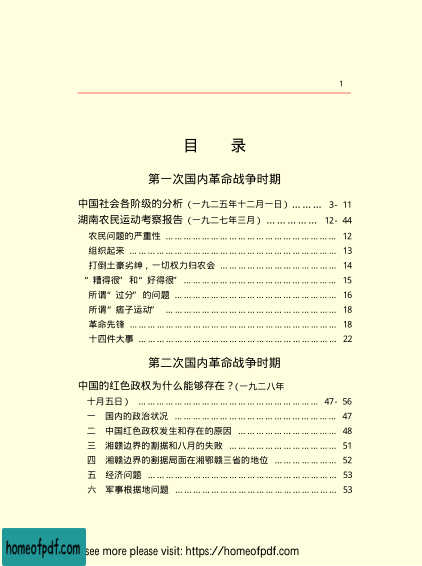 1
目 录
第一次国内革命战争时期
中国社会各阶级的分析（一九二五年十二月一日）……… 3- 11
湖南农民运动考察报告（一九二七年三月）…………… 12- 44
农民问题的严重性 ………………………………………………… 12
组织起来 …………………………………………………………… 13
打倒土豪劣绅，一切权力归农会 ………………………………… 14
“糟得很”和“好得很” …………………………………………… 15
所谓“过分”的问题 ……………………………………………… 16
所谓“痞子运动” ………………………………………………… 18
革命先锋 …………………………………………………………… 18
十四件大事 ………………………………………………………… 22
第二次国内革命战争时期
中国的红色政权为什么能够存在？（一九二八年
十月五日） …………………………………………………… 47- 56
一 国内的政治状况 ……………………………………………… 47
二 中国红色政权发生和存在的原因 …………………………… 48
三 湘赣边界的割据和八月的失败 ……………………………… 51
四 湘赣边界的割据局面在湘鄂赣三省的地位 ………………… 52
五 经济问题 ……………………………………………………… 53
六 军事根据地问题 ……………………………………………… 53
homeofpdf.com
see more please visit: https://homeofpdf.com